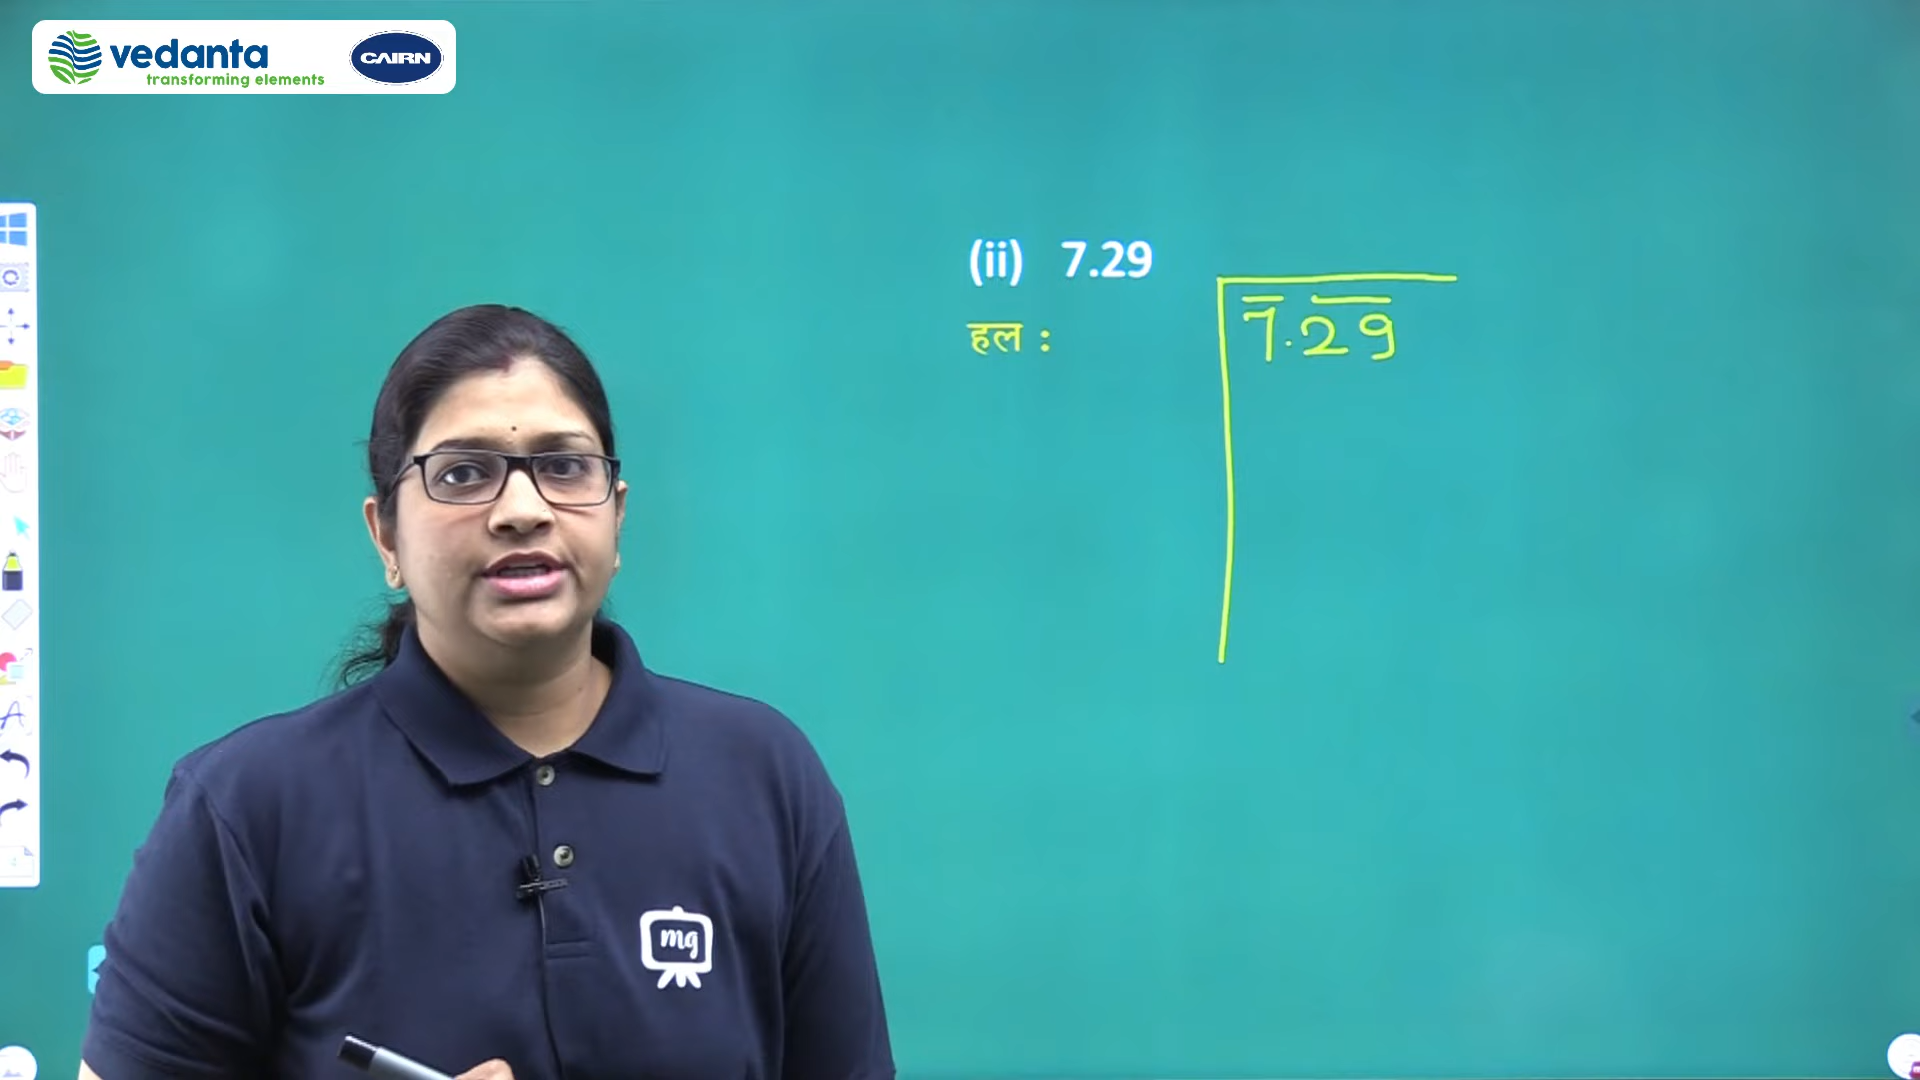 vedanta
transforming elements
CAIRN
(ii) 7.29
हल :
7.29
mg